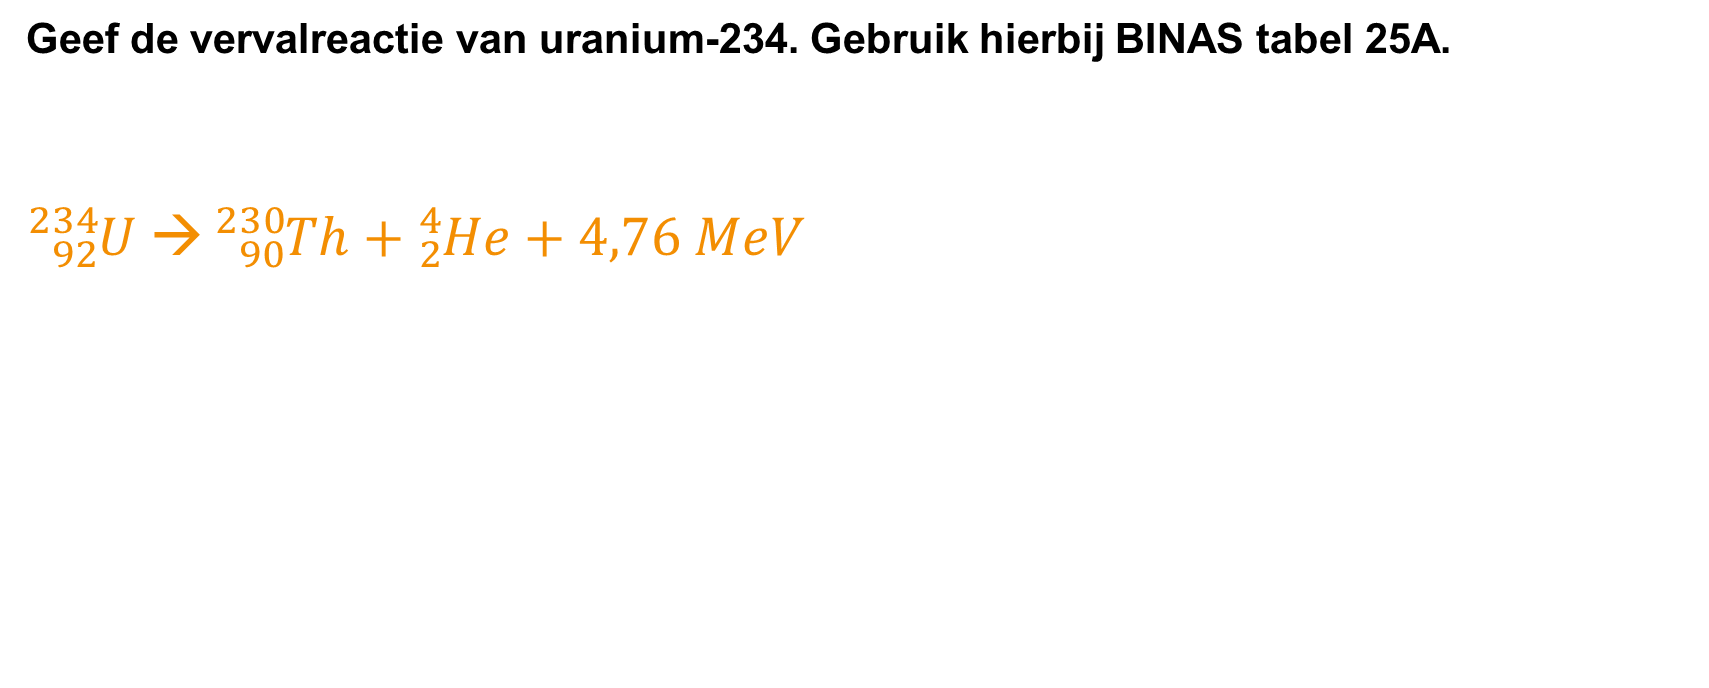 Geef de vervalreactie van uranium-234. Gebruik hierbij BINAS tabel 25A.
²³⁴₉₂U → ²³⁰₉₀Th + ⁴₂He + 4,76 MeV